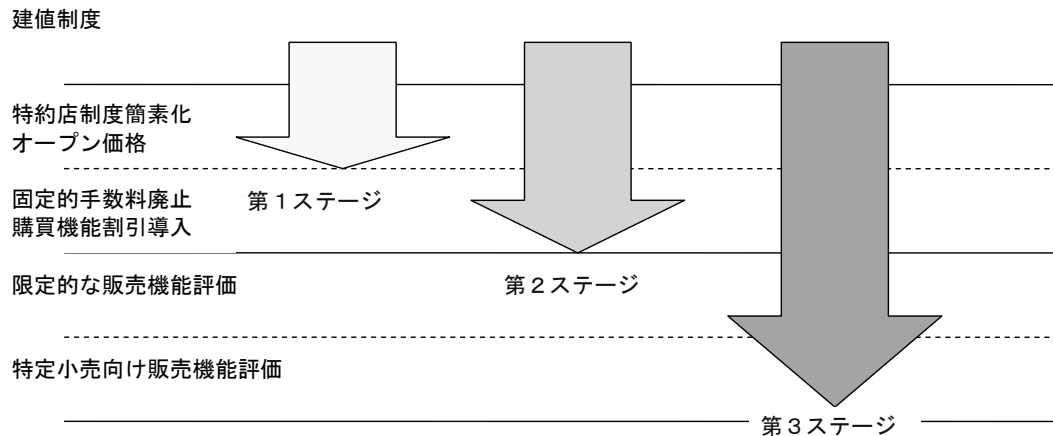 建値制度
特約店制度簡素化
オープン価格
固定的手数料廃止
購買機能割引導入
第１ステージ
限定的な販売機能評価
第２ステージ
特定小売向け販売機能評価
第３ステージ